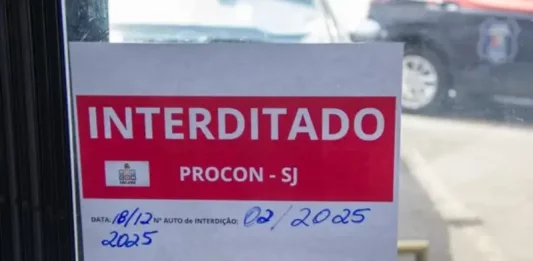 INTERDITADO
PROCON - SJ
DATA: 18/12 Nº AUTO de INTERDIÇÃO: 02/2025
2025